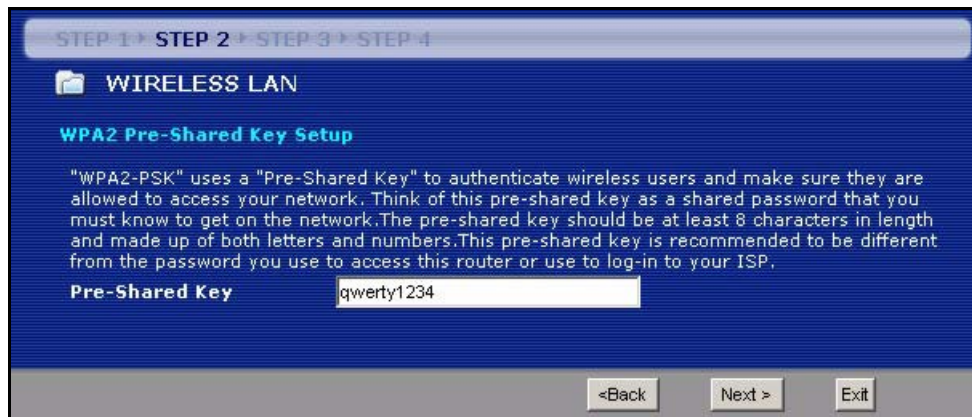 STEP 1 STEP 2 STEP 3 STEP 4
WIRELESS LAN
WPA2 Pre-Shared Key Setup
"WPA2-PSK" uses a "Pre-Shared Key" to authenticate wireless users and make sure they are
allowed to access your network. Think of this pre-shared key as a shared password that you
must know to get on the network.The pre-shared key should be at least 8 characters in length
and made up of both letters and numbers.This pre-shared key is recommended to be different
from the password you use to access this router or use to log-in to your ISP.
Pre-Shared Key qwerty1234
<Back Next > Exit